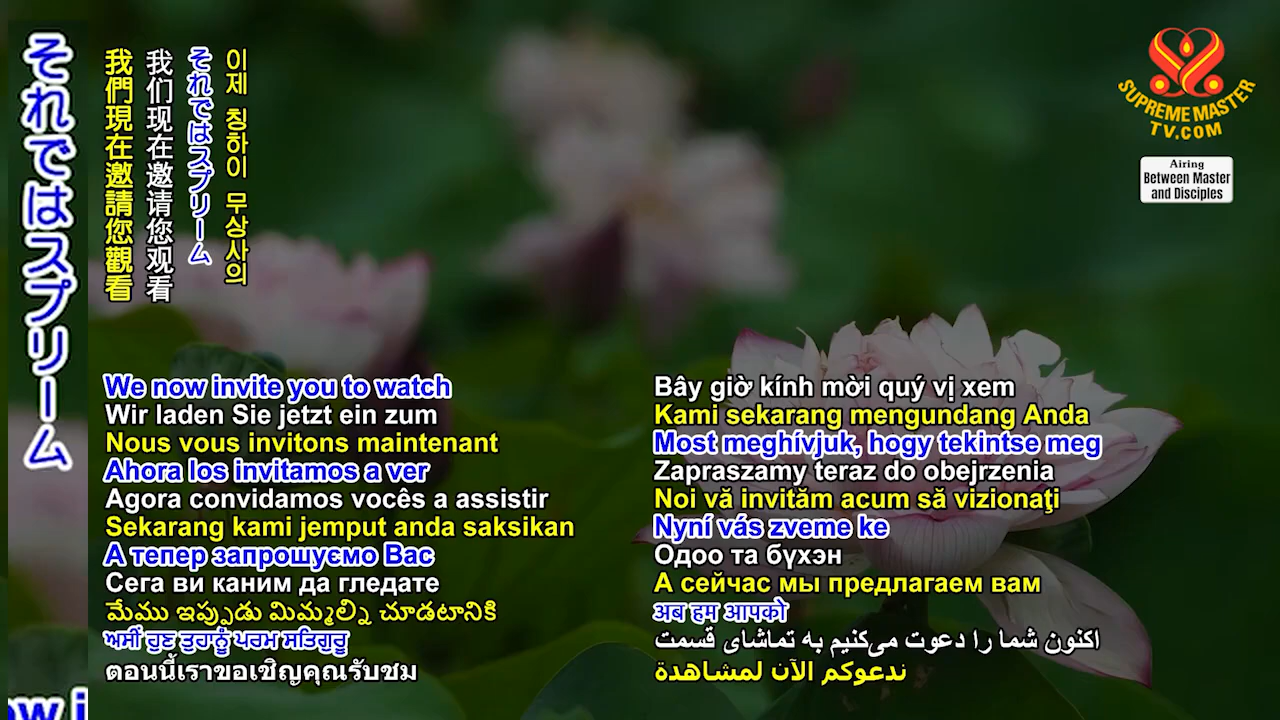 それではスプリーム
我們現在邀請您觀看
我们现在邀请您观看
それではスプリーム
이제 칭하이 무상사의
SUPREME MASTER
TV.COM
Airing
Between Master
and Disciples
We now invite you to watch
Wir laden Sie jetzt ein zum
Nous vous invitons maintenant
Ahora los invitamos a ver
Agora convidamos vocês a assistir
Sekarang kami jemput anda saksikan
А тепер запрошуємо Вас
Сега ви каним да гледате
మేము ఇప్పుడు మిమ్మల్ని చూడటానికి
ਅਸੀਂ ਹੁਣ ਤੁਹਾਨੂੰ ਪਰਮ ਸਤਿਗੁਰੂ
ตอนนี้เราขอเชิญคุณรับชม
Bây giờ kính mời quý vị xem
Kami sekarang mengundang Anda
Most meghívjuk, hogy tekintse meg
Zapraszamy teraz do obejrzenia
Noi vă invităm acum să vizionaţi
Nyní vás zveme ke
Одоо та бүхэн
А сейчас мы предлагаем вам
अब हम आपको
اکنون شما را دعوت می‌کنیم به تماشای قسمت
ندعوكم الآن لمشاهدة